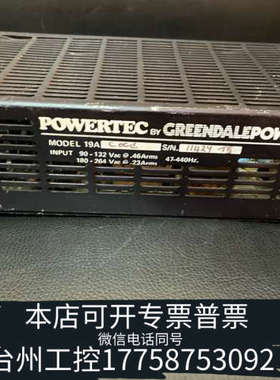 POWERTEC BY GREENDALEPOW
MODEL 19A S/N. 11424
INPUT 90-132 Vac @ .46Arms 47-440Hz.
180-264 Vac @ .23Arms
本店可开专票普票
微信电话同号
台州工控17758753092